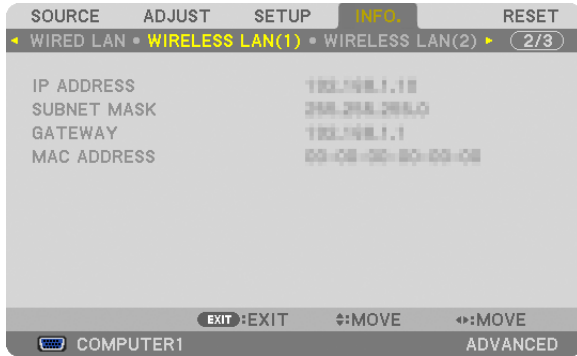 SOURCE ADJUST SETUP INFO. RESET
◄ WIRED LAN • WIRELESS LAN(1) • WIRELESS LAN(2) ► 2/3
IP ADDRESS
SUBNET MASK
GATEWAY
MAC ADDRESS
EXIT:EXIT ♦:MOVE ◄►:MOVE
COMPUTER1 ADVANCED